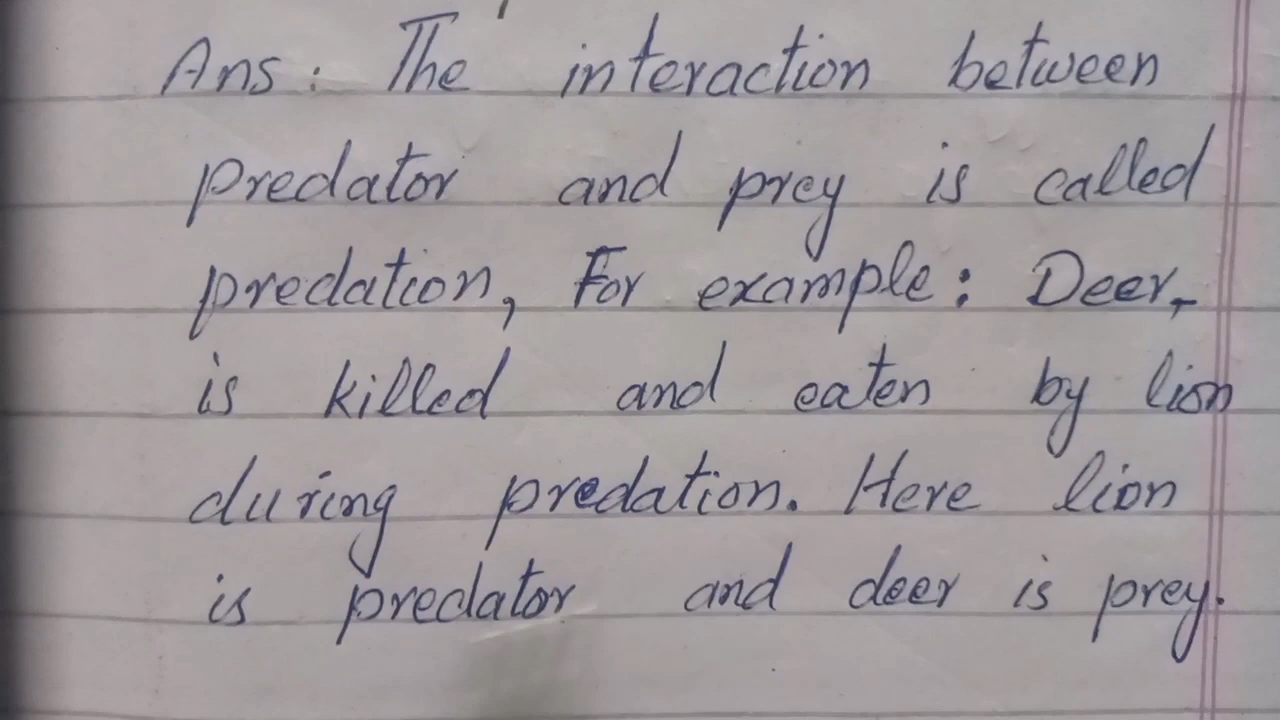 Ans: The interaction between
predator and prey is called
predation, For example: Deer,
is killed and eaten by lion
during predation. Here lion
is predator and deer is prey.